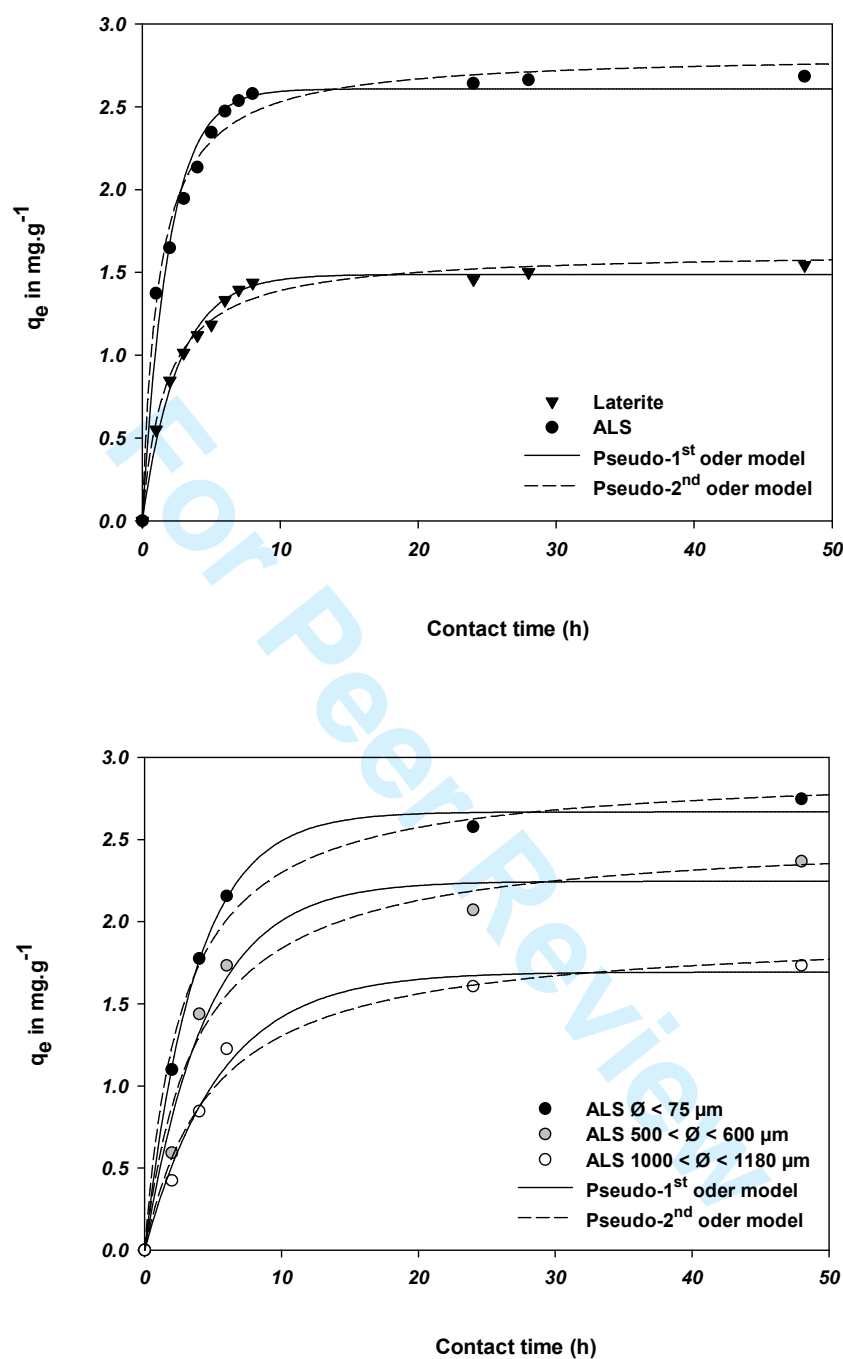 3.0
2.5
2.0
1.5
1.0
0.5
0.0
qe in mg.g-1
Laterite
ALS
Pseudo-1st oder model
Pseudo-2nd oder model
0 10 20 30 40 50
Contact time (h)
For Peer Review
3.0
2.5
2.0
1.5
1.0
0.5
0.0
qe in mg.g-1
ALS Ø < 75 µm
ALS 500 < Ø < 600 µm
ALS 1000 < Ø < 1180 µm
Pseudo-1st oder model
Pseudo-2nd oder model
0 10 20 30 40 50
Contact time (h)